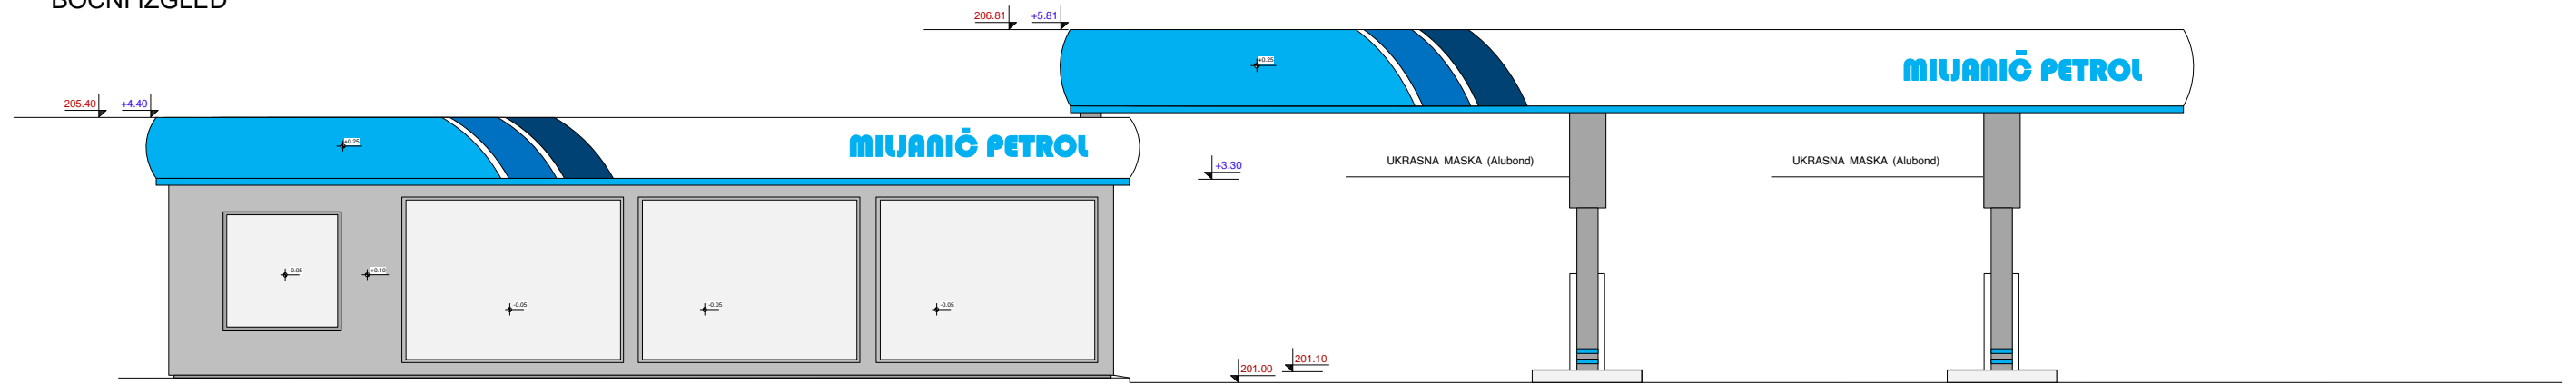 BOČNI IZGLED
206.81 +5.81
+0.25
MILJANIĆ PETROL
205.40 +4.40
+0.25
MILJANIĆ PETROL
+3.30
UKRASNA MASKA (Alubond)
UKRASNA MASKA (Alubond)
-0.05
+0.10
-0.05
-0.05
-0.05
201.00
201.10